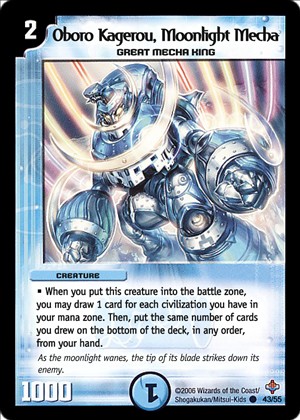 2
Oboro Kagerou, Moonlight Mecha
GREAT MECHA KING
CREATURE
▪ When you put this creature into the battle zone,
you may draw 1 card for each civilization you have in
your mana zone. Then, put the same number of cards
you drew on the bottom of the deck, in any order,
from your hand.
As the moonlight wanes, the tip of its blade strikes down its
enemy.
1000
1
©2006 Wizards of the Coast/
Shogakukan/Mitsui-Kids ● 43/55